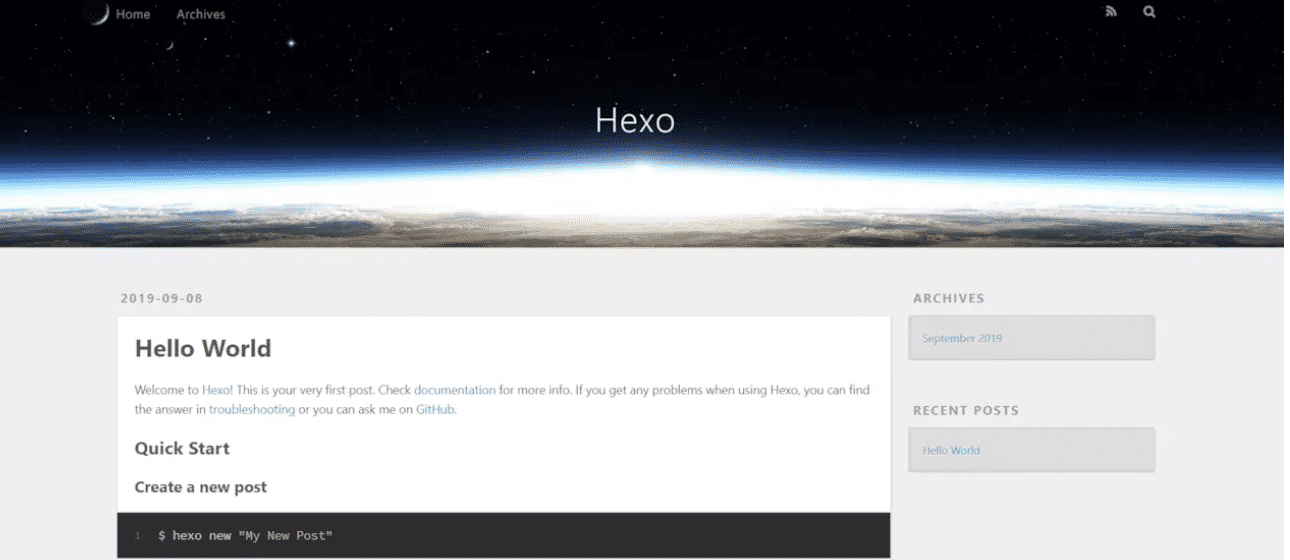 Home Archives
Hexo
2019-09-08
Hello World
Welcome to Hexo! This is your very first post. Check documentation for more info. If you get any problems when using Hexo, you can find
the answer in troubleshooting or you can ask me on GitHub.
Quick Start
Create a new post
1 $ hexo new "My New Post"
ARCHIVES
September 2019
RECENT POSTS
Hello World